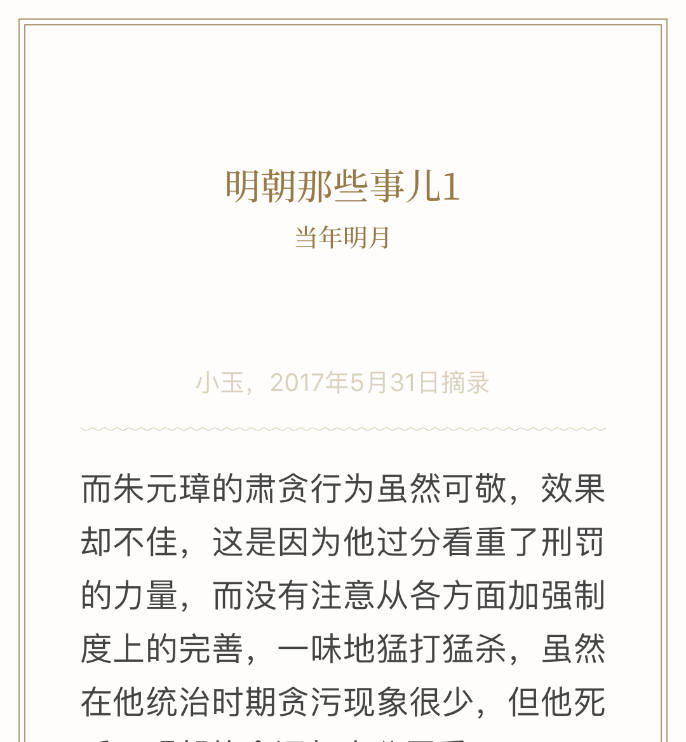 明朝那些事儿1
当年明月
小玉，2017年5月31日摘录
而朱元璋的肃贪行为虽然可敬，效果
却不佳，这是因为他过分看重了刑罚
的力量，而没有注意从各方面加强制
度上的完善，一味地猛打猛杀，虽然
在他统治时期贪污现象很少，但他死